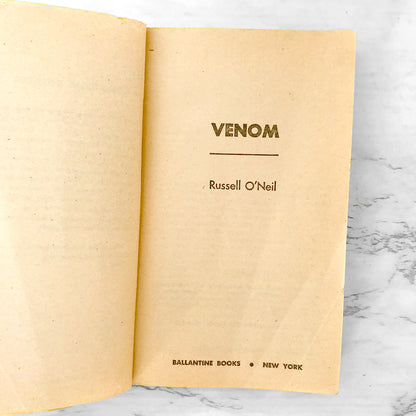 VENOM
Russell O'Neil
BALLANTINE BOOKS • NEW YORK